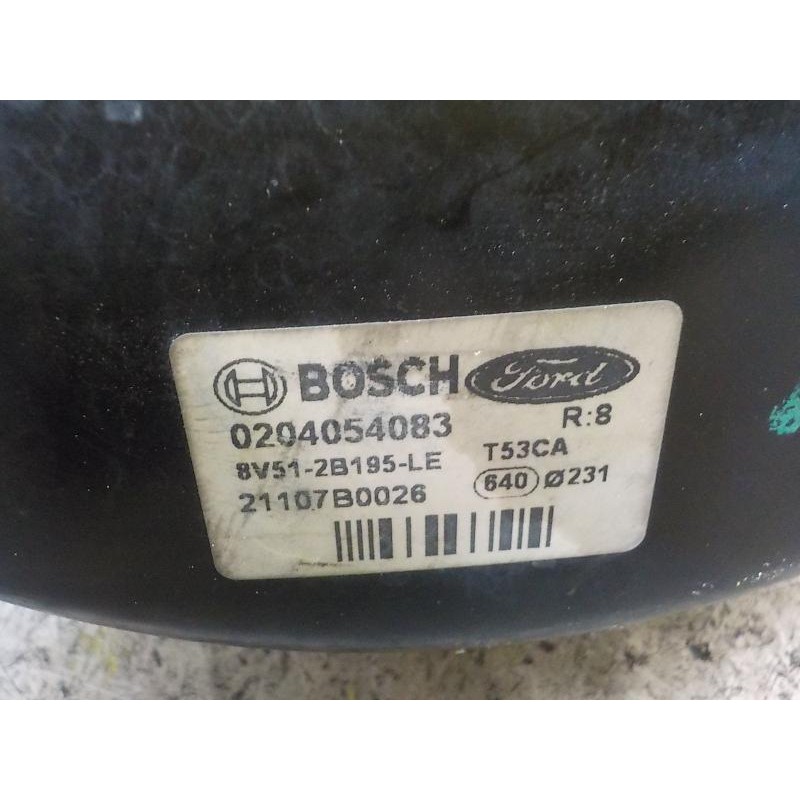 BOSCH Ford
0204054083 R:8
8V51-2B195-LE T53CA
21107B0026 640 Ø231